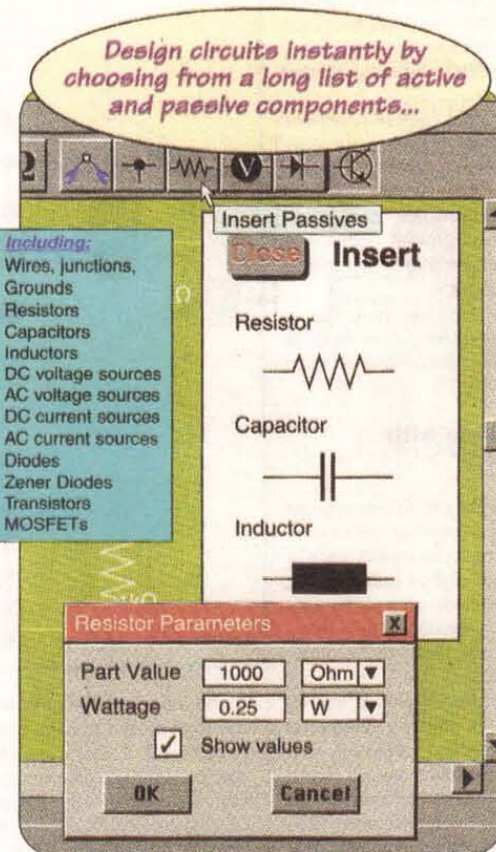 Design circuits instantly by
choosing from a long list of active
and passive components...
Ω
V
Insert Passives
Including:
Wires, junctions,
Grounds
Resistors
Capacitors
Inductors
DC voltage sources
AC voltage sources
DC current sources
AC current sources
Diodes
Zener Diodes
Transistors
MOSFETs
Close Insert
Resistor
Capacitor
Inductor
Resistor Parameters X
Part Value 1000 Ohm
Wattage 0.25 W
Show values
OK Cancel